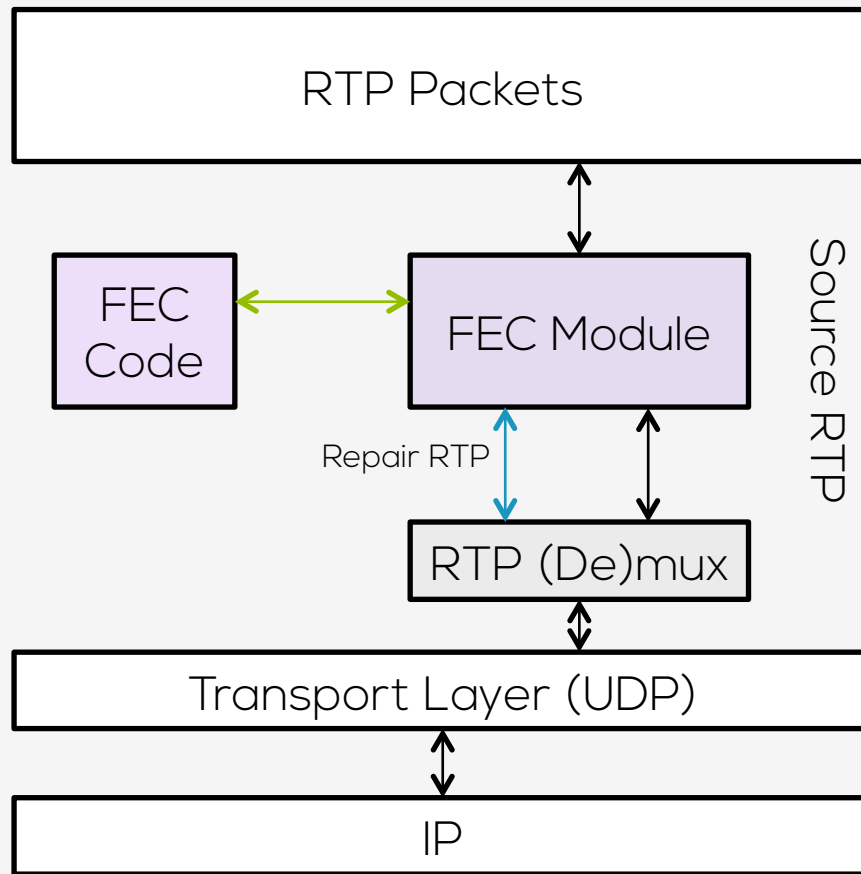 RTP Packets
FEC
Code
FEC Module
Source RTP
Repair RTP
RTP (De)mux
Transport Layer (UDP)
IP